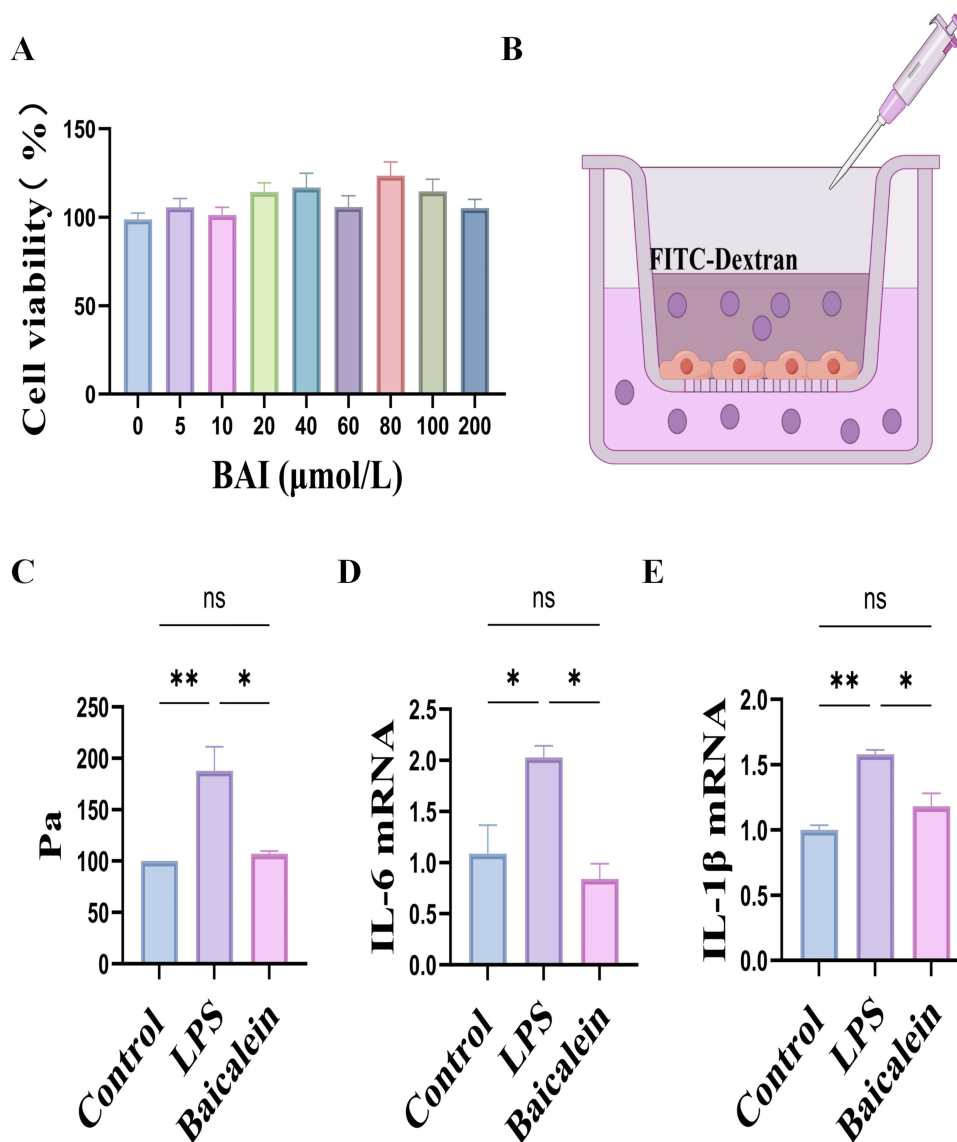 A
B
Cell viability( %)
150
100
50
0
0 5 10 20 40 60 80 100 200
BAI (μmol/L)
FITC-Dextran
C
D
E
ns
** *
Pa
250
200
150
100
50
0
Control
LPS
Baicalein
ns
* *
IL-6 mRNA
2.5
2.0
1.5
1.0
0.5
0.0
Control
LPS
Baicalein
ns
** *
IL-1β mRNA
2.0
1.5
1.0
0.5
0.0
Control
LPS
Baicalein